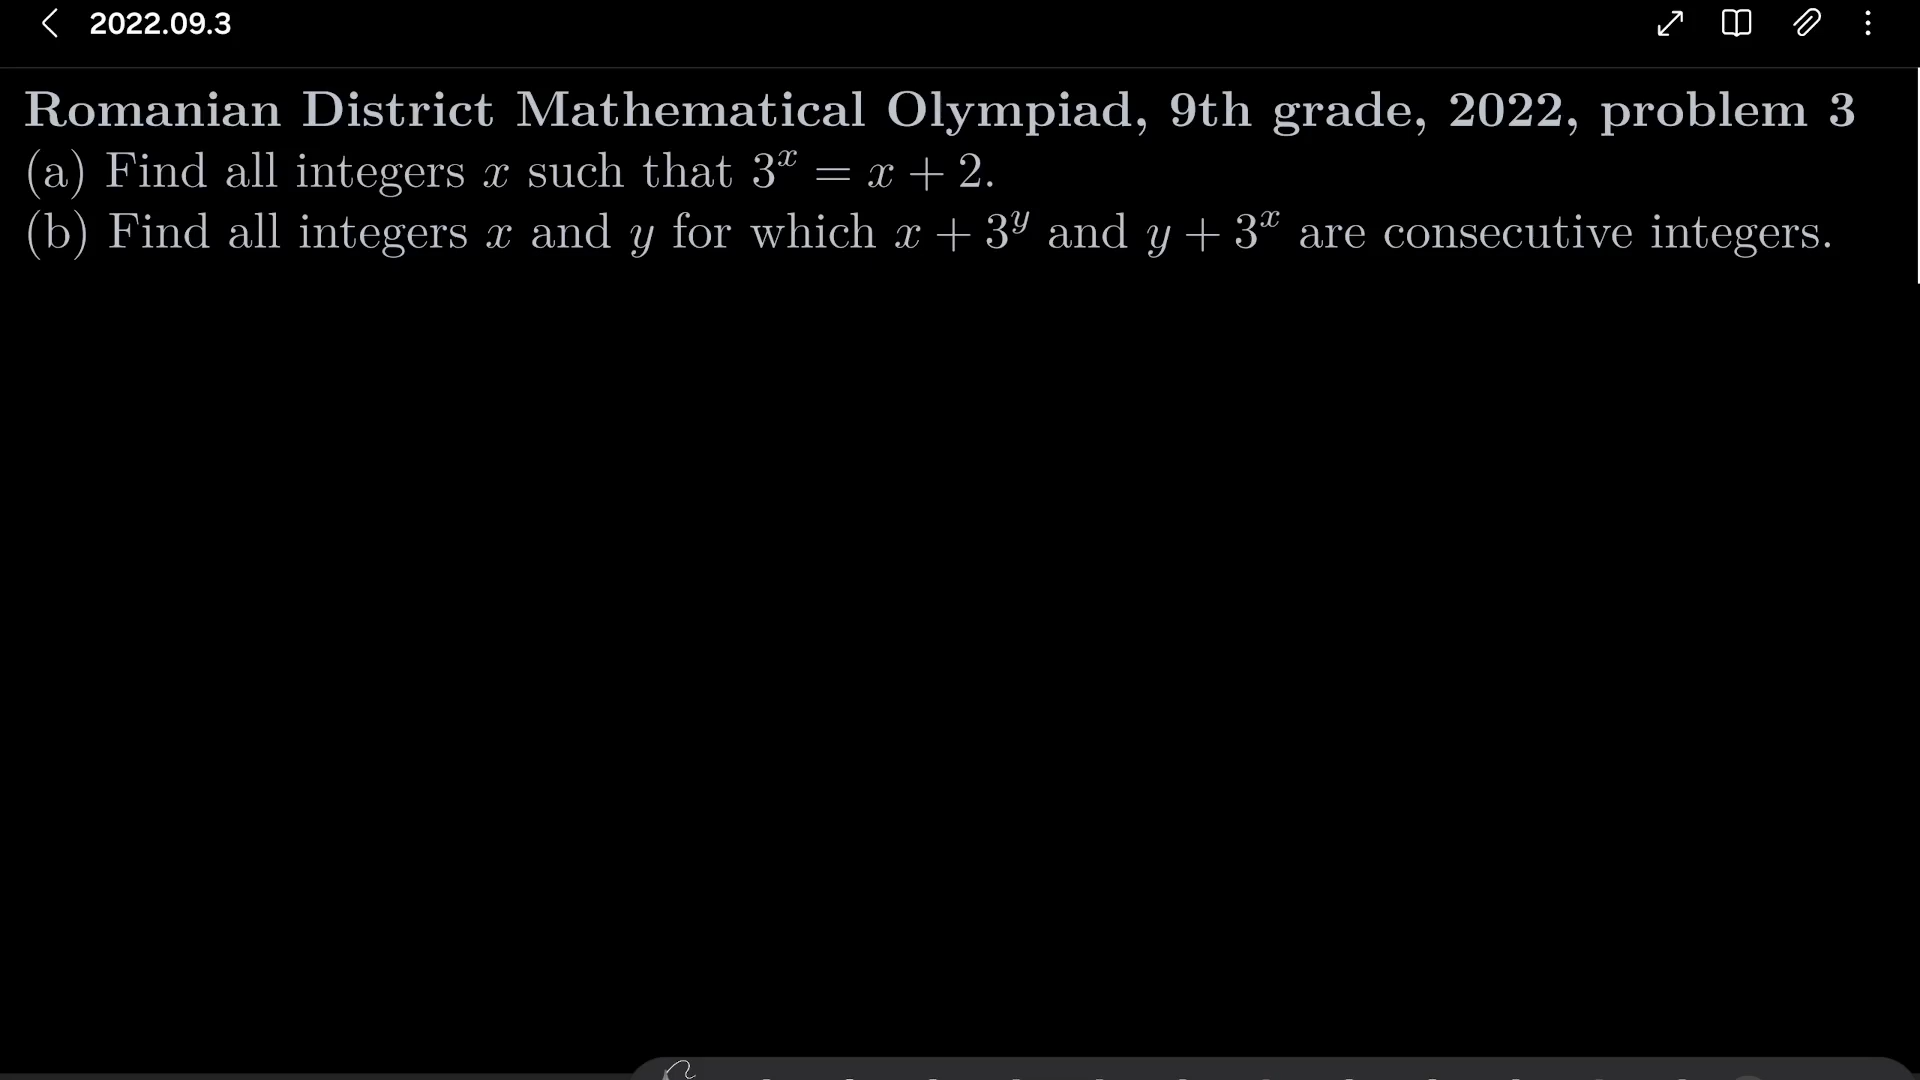 2022.09.3
Romanian District Mathematical Olympiad, 9th grade, 2022, problem 3
(a) Find all integers x such that 3^x = x + 2.
(b) Find all integers x and y for which x + 3^y and y + 3^x are consecutive integers.